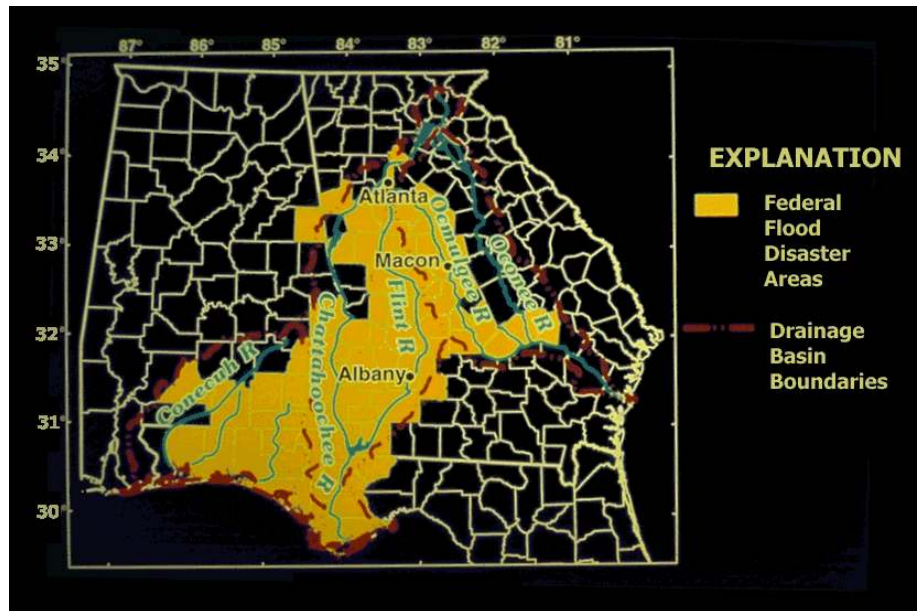 87° 86° 85° 84° 83° 82° 81°
35°
34°
33°
32°
31°
30°
Atlanta
Macon
Albany
Ocmulgee R
Oconee R
Flint R
Chattahoochee R
Conecuh R
EXPLANATION
Federal
Flood
Disaster
Areas
Drainage
Basin
Boundaries